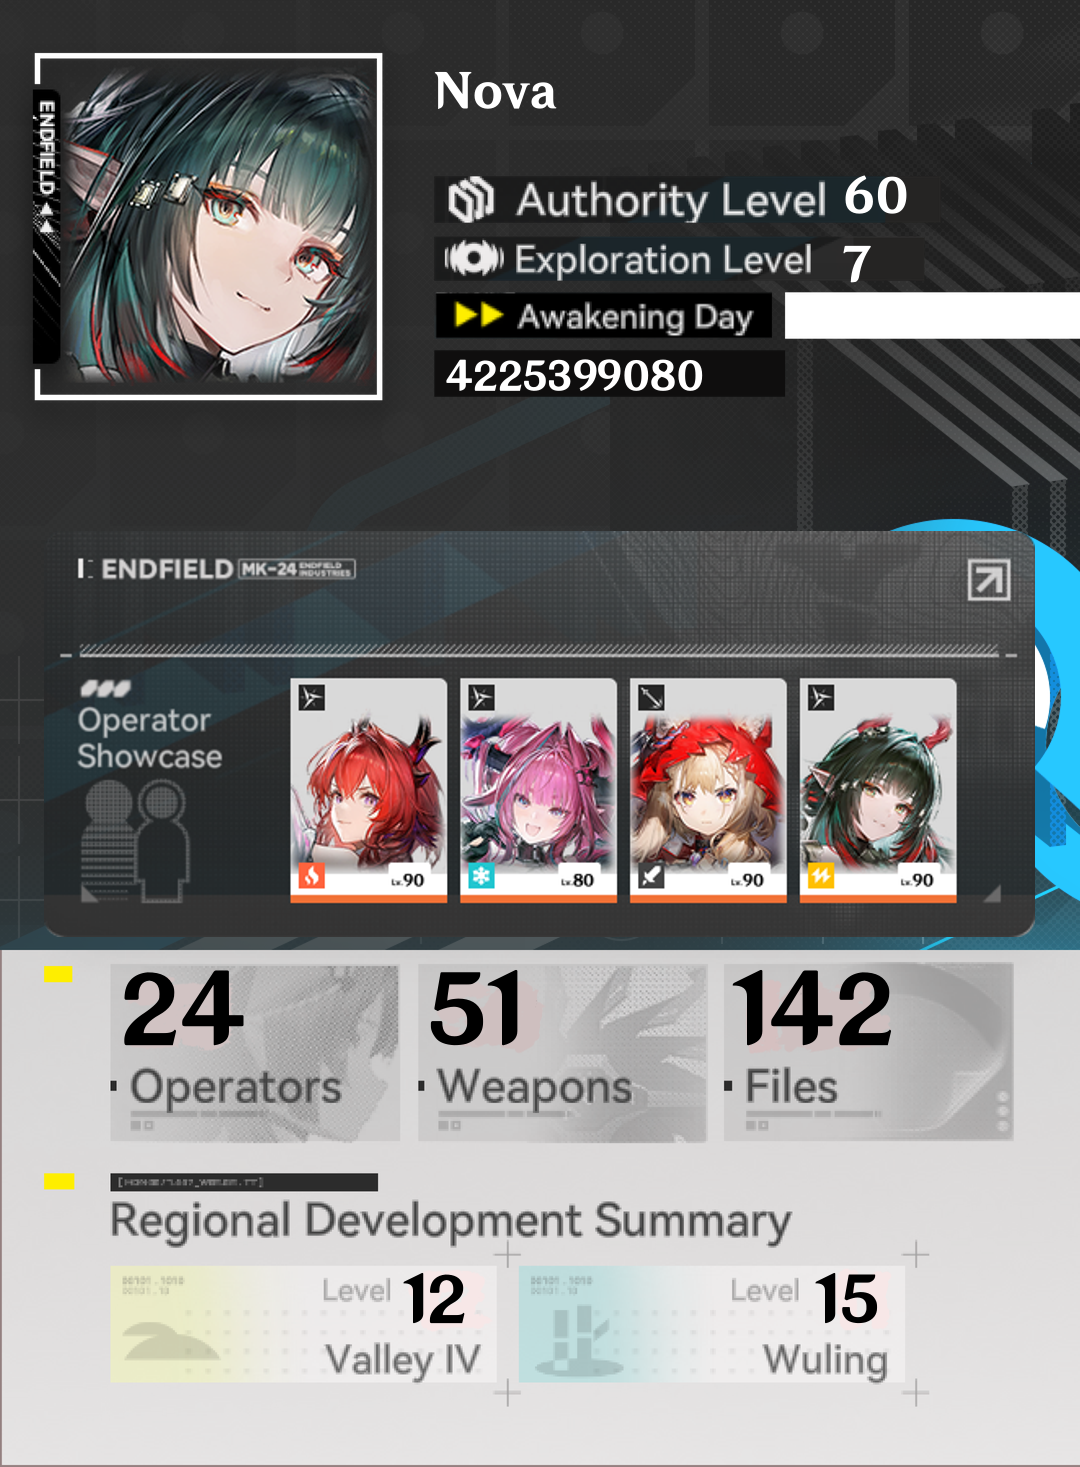 ENDFIELD
Nova
Authority Level 60
Exploration Level 7
Awakening Day
4225399080
ENDFIELD MK-24 ENDFIELD INDUSTRIES
Operator
Showcase
Lv.90
Lv.80
Lv.90
Lv.90
24
Operators
51
Weapons
142
Files
Regional Development Summary
Level 12
Valley IV
Level 15
Wuling